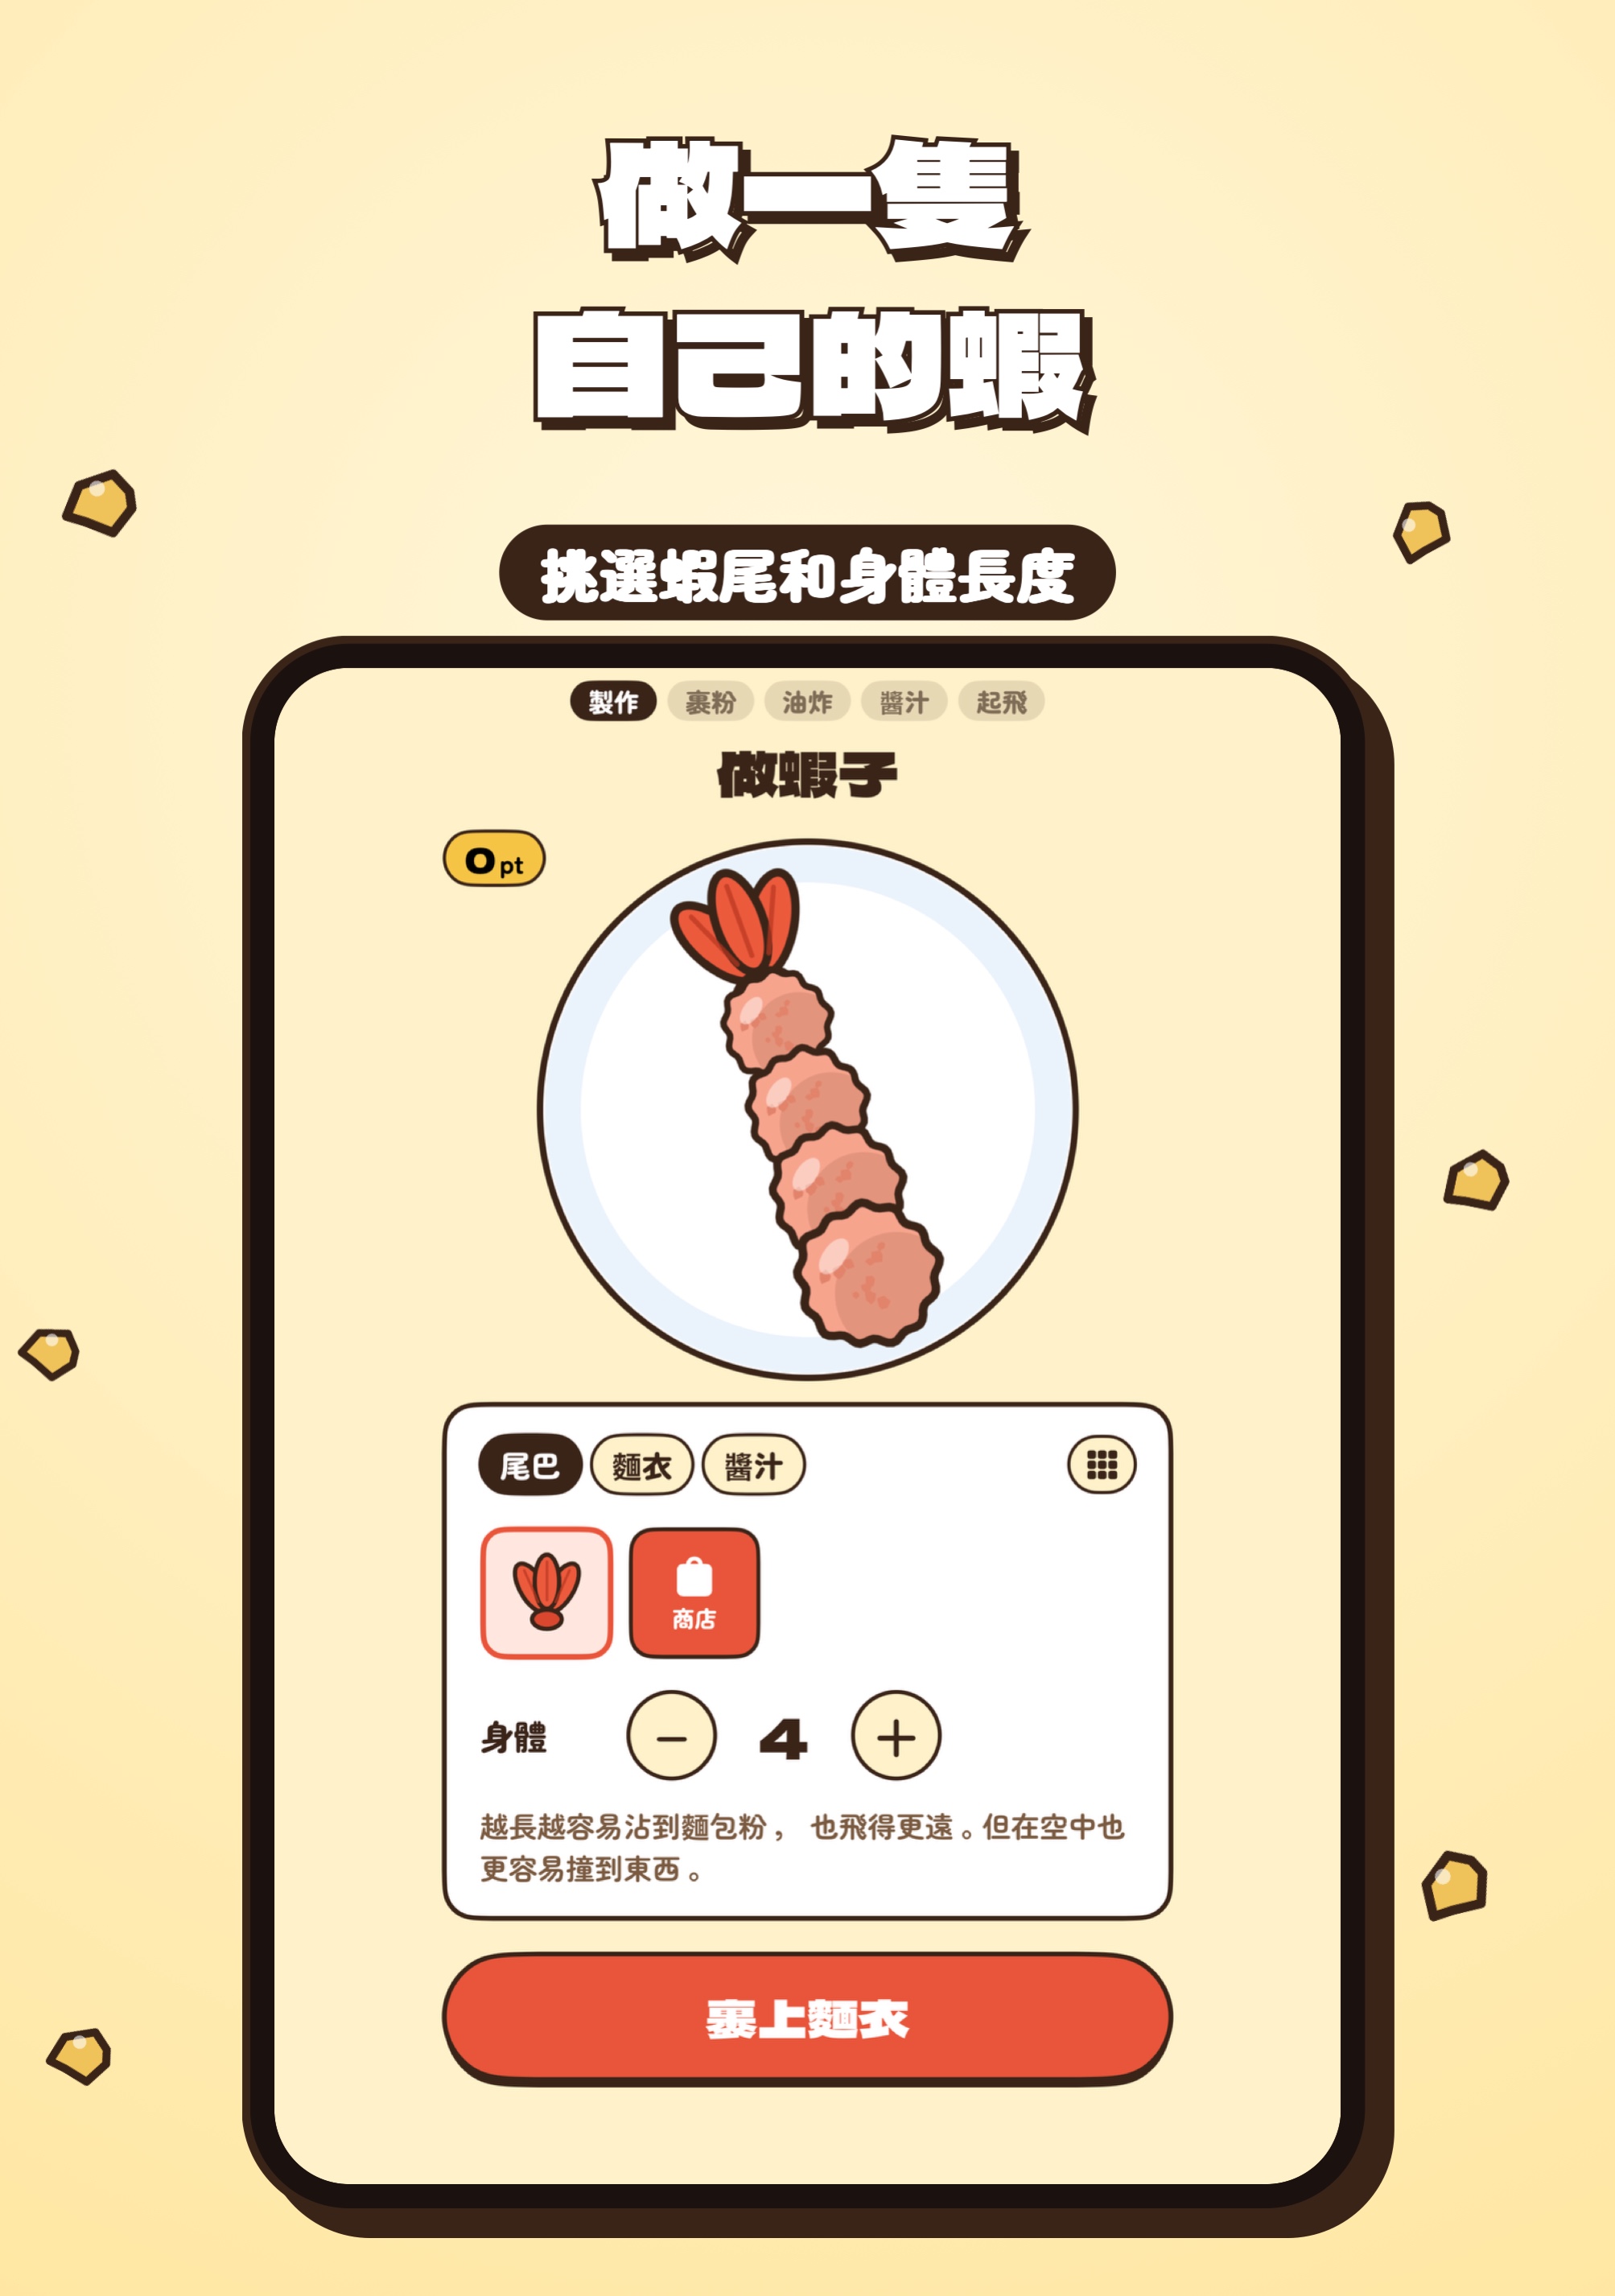 做一隻
自己的蝦
挑選蝦尾和身體長度
製作 裹粉 油炸 醬汁 起飛
做蝦子
0pt
尾巴 麵衣 醬汁
商店
身體 － 4 ＋
越長越容易沾到麵包粉， 也飛得更遠。但在空中也
更容易撞到東西。
裹上麵衣